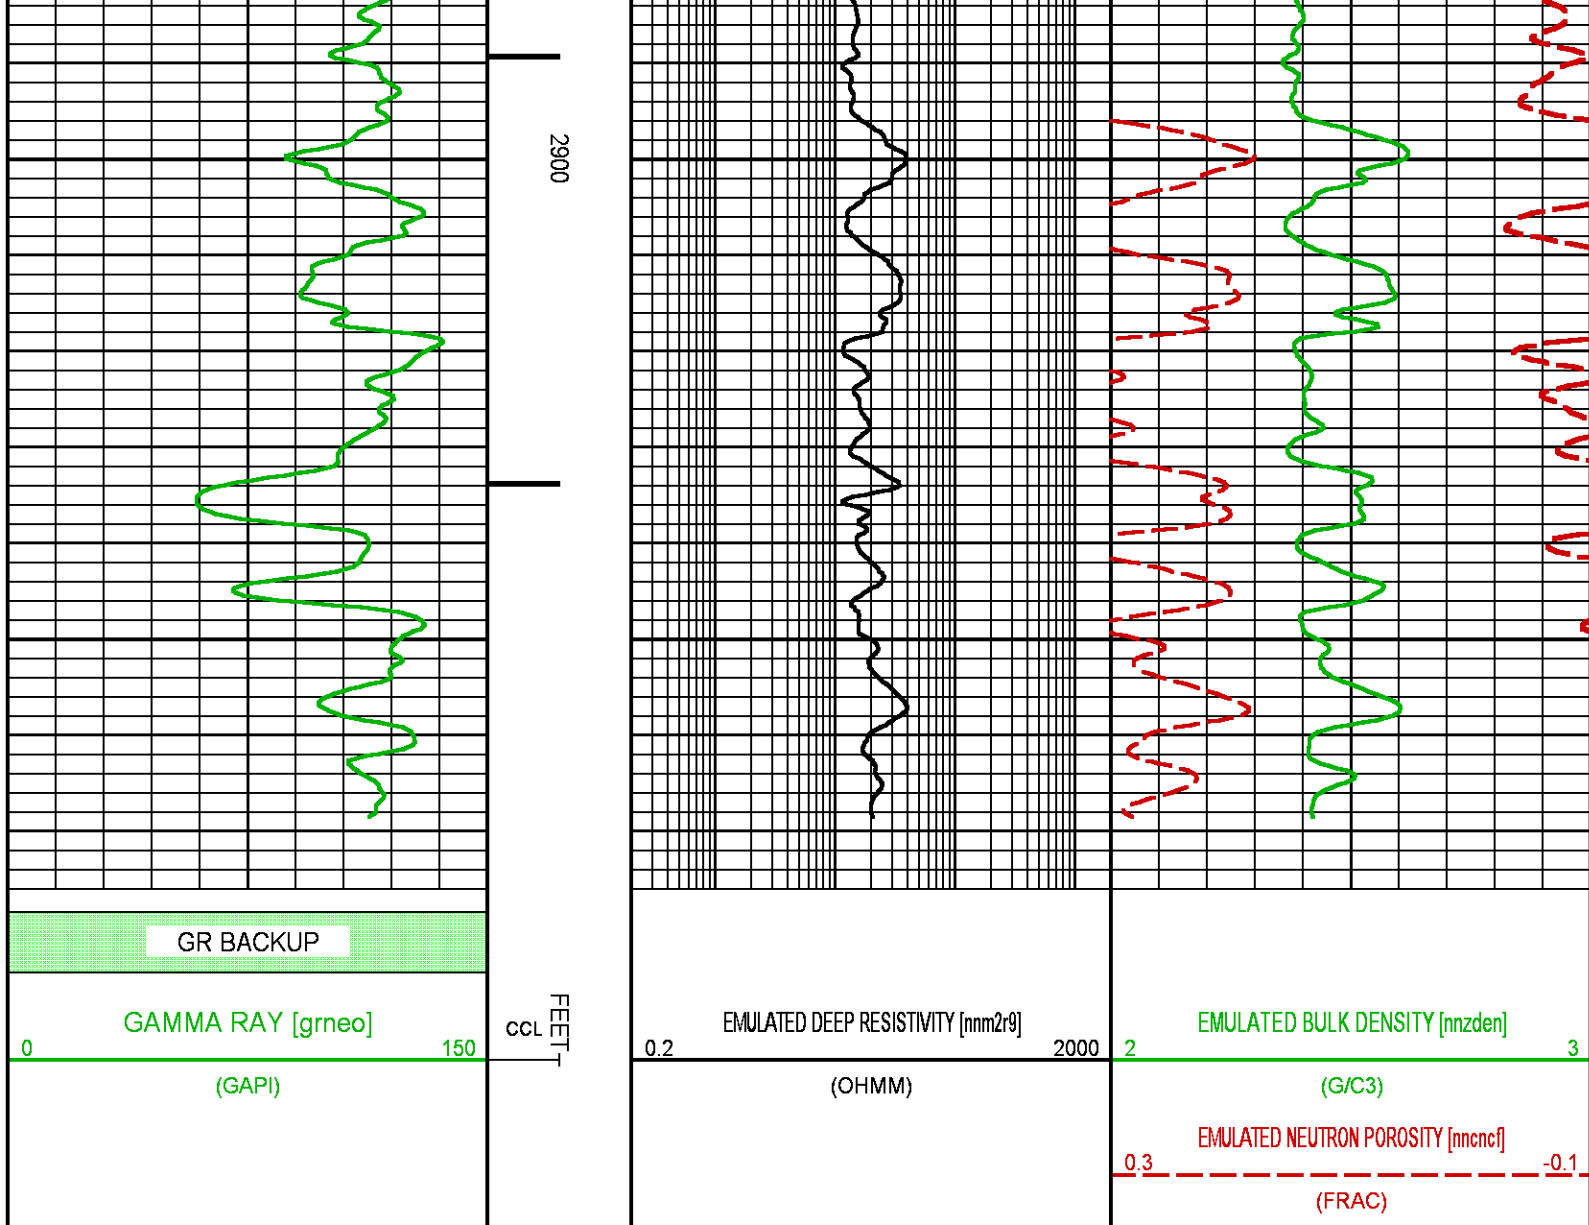 2900
GR BACKUP
GAMMA RAY [grneo]
0 150
(GAPI)
CCL
FEET
EMULATED DEEP RESISTIVITY [nnm2r9]
0.2 2000
(OHMM)
EMULATED BULK DENSITY [nnzden]
2 3
(G/C3)
EMULATED NEUTRON POROSITY [nncncf]
0.3 -0.1
(FRAC)